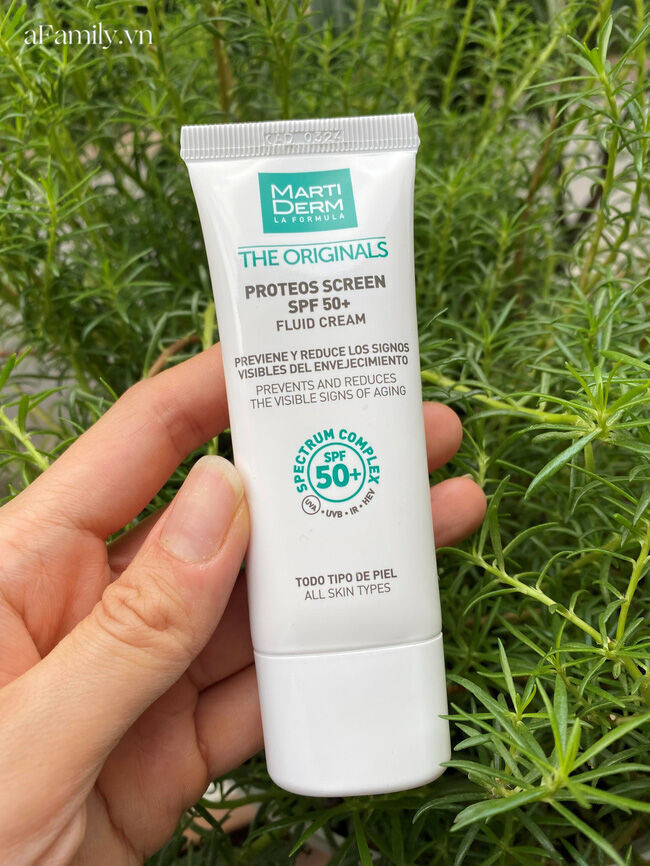 aFamily.vn
CAD 0324
MARTI
DERM
LA FORMULA
THE ORIGINALS
PROTEOS SCREEN
SPF 50+
FLUID CREAM
PREVIENE Y REDUCE LOS SIGNOS
VISIBLES DEL ENVEJECIMIENTO
PREVENTS AND REDUCES
THE VISIBLE SIGNS OF AGING
SPECTRUM COMPLEX
SPF
50+
UVA • UVB • IR • HEV
TODO TIPO DE PIEL
ALL SKIN TYPES